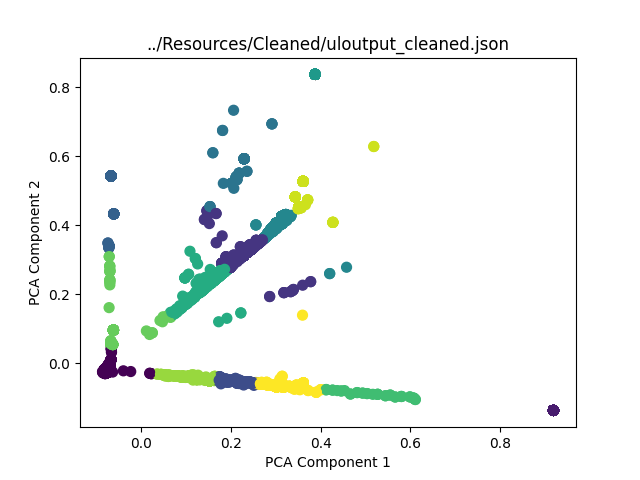 ../Resources/Cleaned/uloutput_cleaned.json
PCA Component 2
0.8
0.6
0.4
0.2
0.0
0.0 0.2 0.4 0.6 0.8
PCA Component 1